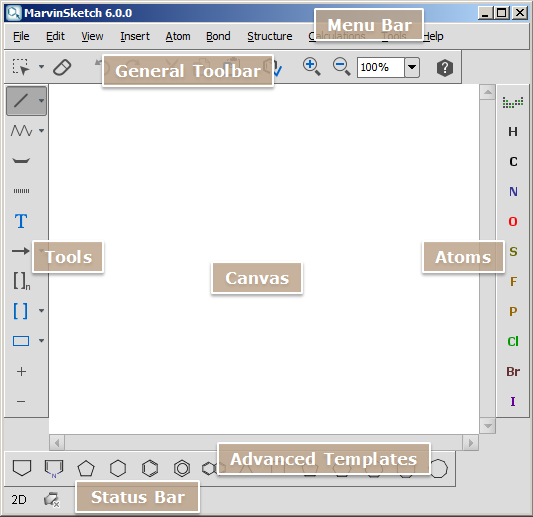 MarvinSketch 6.0.0
Menu Bar
File Edit View Insert Atom Bond Structure Calculations Tools Help
General Toolbar
100%
H
C
N
O
T
Tools
Canvas
Atoms
S
[ ]n
F
[ ]
P
Cl
+
Br
−
I
N
Advanced Templates
2D
Status Bar